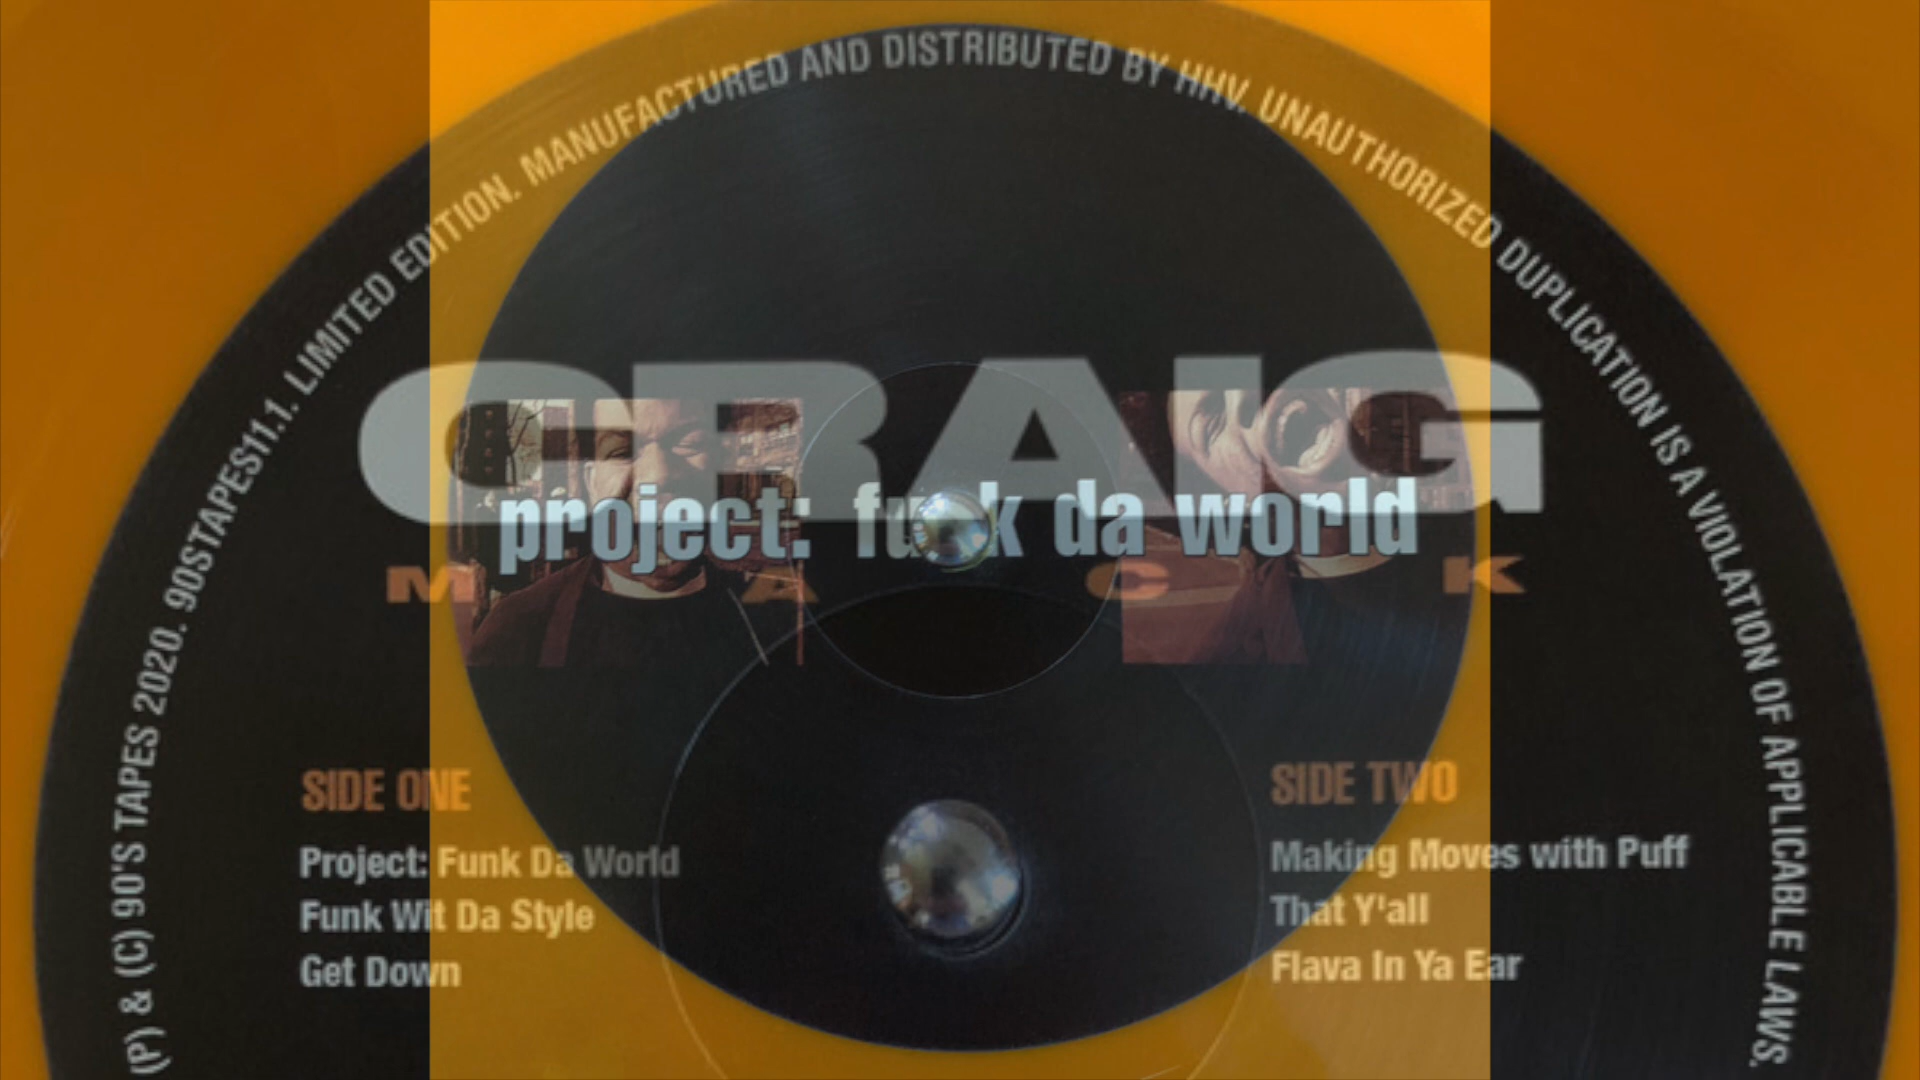 (P) & (C) 90'S TAPES 2020. 90STAPES11.1. LIMITED EDITION. MANUFACTURED AND DISTRIBUTED BY HHV. UNAUTHORIZED DUPLICATION IS A VIOLATION OF APPLICABLE LAWS.
CRAIG
project: funk da world
MACK
SIDE ONE
Project: Funk Da World
Funk Wit Da Style
Get Down
SIDE TWO
Making Moves with Puff
That Y'all
Flava In Ya Ear